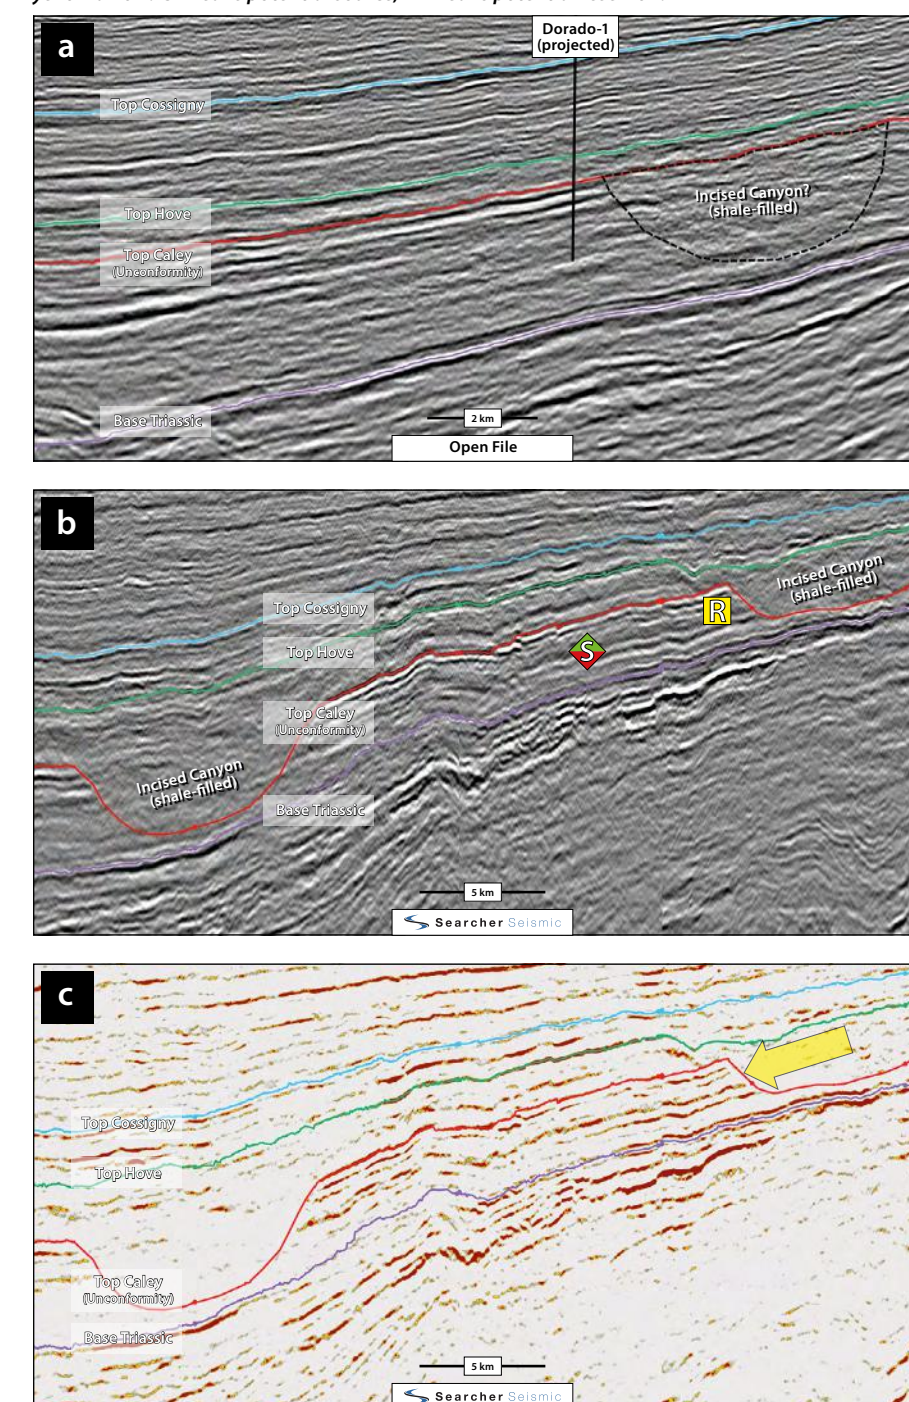 a
Dorado-1
(projected)
Top Cossigny
Incised Canyon?
(shale-filled)
Top Hove
Top Caley
(Unconformity)
Base Triassic
2 km
Open File
b
Incised Canyon
(shale-filled)
Top Cossigny
R
Top Hove
S
Top Caley
(Unconformity)
Incised Canyon
(shale-filled)
Base Triassic
5 km
Searcher Seismic
c
Top Cossigny
Top Hove
Top Caley
(Unconformity)
Base Triassic
5 km
Searcher Seismic